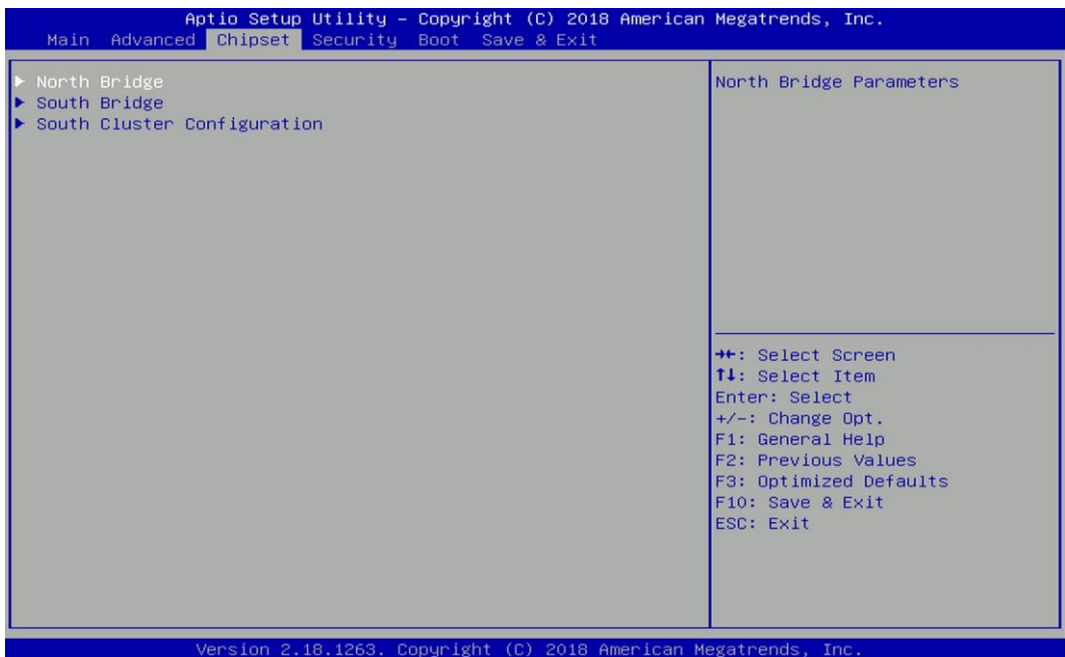 Aptio Setup Utility – Copyright (C) 2018 American Megatrends, Inc.
Main Advanced Chipset Security Boot Save & Exit
► North Bridge
► South Bridge
► South Cluster Configuration
North Bridge Parameters
→←: Select Screen
↑↓: Select Item
Enter: Select
+/-: Change Opt.
F1: General Help
F2: Previous Values
F3: Optimized Defaults
F10: Save & Exit
ESC: Exit
Version 2.18.1263. Copyright (C) 2018 American Megatrends, Inc.